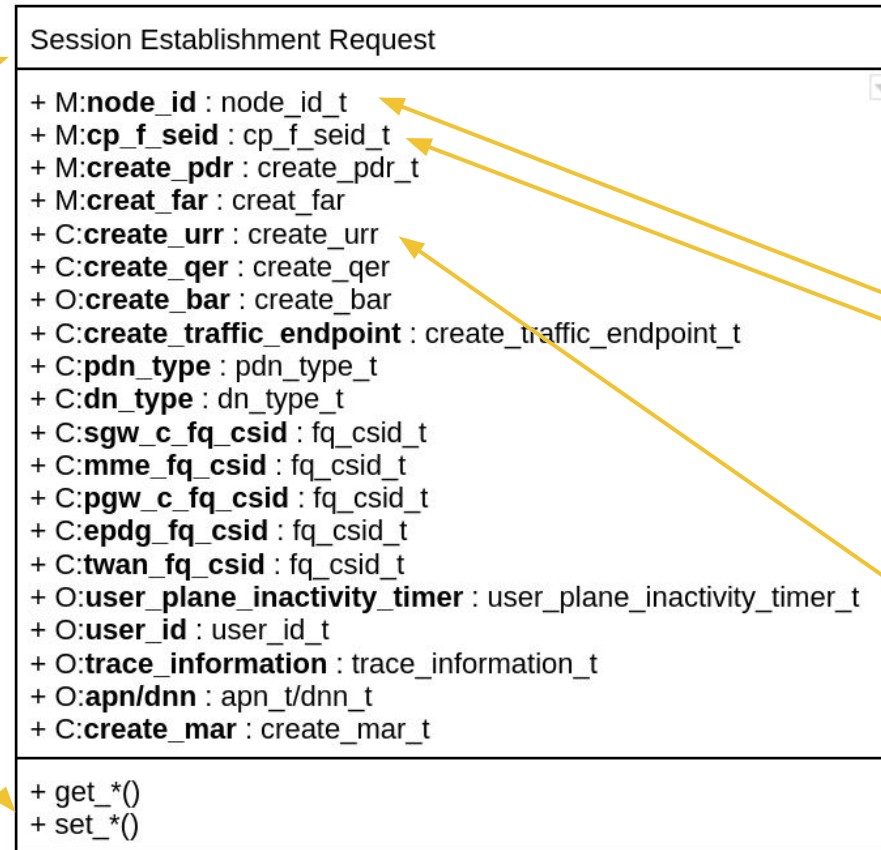 Session Establishment Request
+ M:node_id : node_id_t
+ M:cp_f_seid : cp_f_seid_t
+ M:create_pdr : create_pdr_t
+ M:creat_far : creat_far
+ C:create_urr : create_urr
+ C:create_qer : create_qer
+ O:create_bar : create_bar
+ C:create_traffic_endpoint : create_traffic_endpoint_t
+ C:pdn_type : pdn_type_t
+ C:dn_type : dn_type_t
+ C:sgw_c_fq_csid : fq_csid_t
+ C:mme_fq_csid : fq_csid_t
+ C:pgw_c_fq_csid : fq_csid_t
+ C:epdg_fq_csid : fq_csid_t
+ C:twan_fq_csid : fq_csid_t
+ O:user_plane_inactivity_timer : user_plane_inactivity_timer_t
+ O:user_id : user_id_t
+ O:trace_information : trace_information_t
+ O:apn/dnn : apn_t/dnn_t
+ C:create_mar : create_mar_t
+ get_*()
+ set_*()